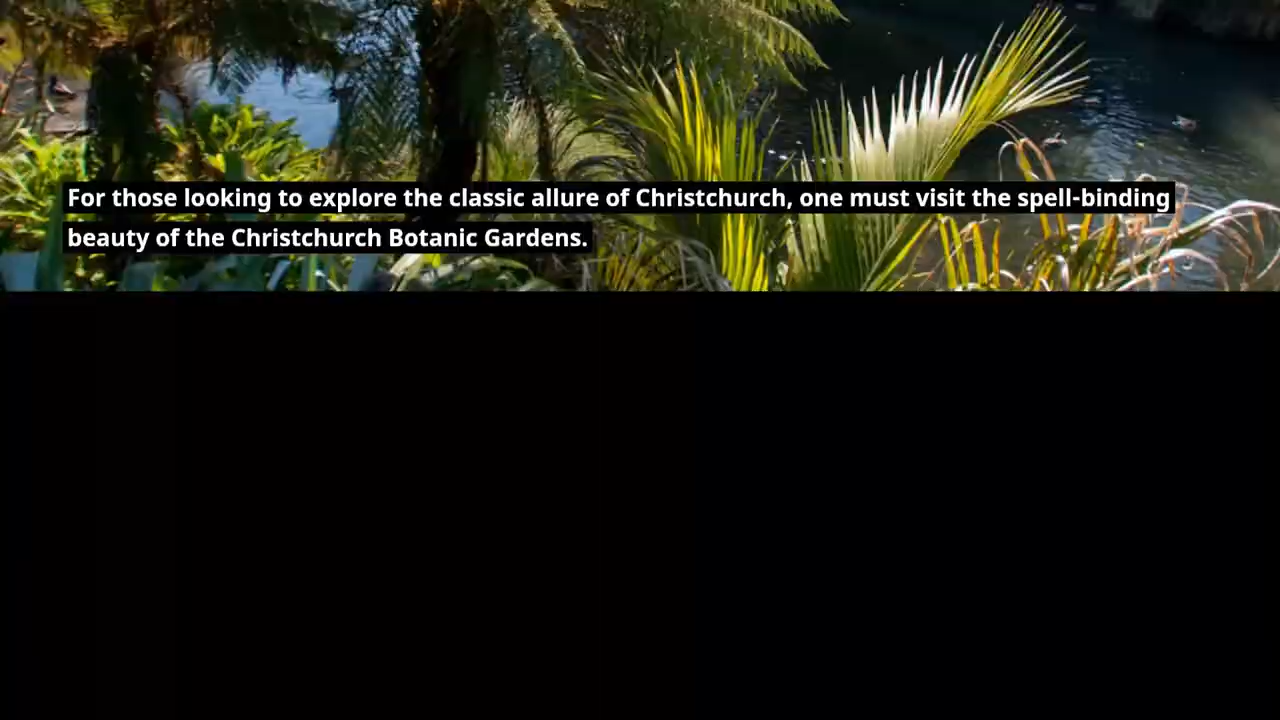 For those looking to explore the classic allure of Christchurch, one must visit the spell-binding
beauty of the Christchurch Botanic Gardens.